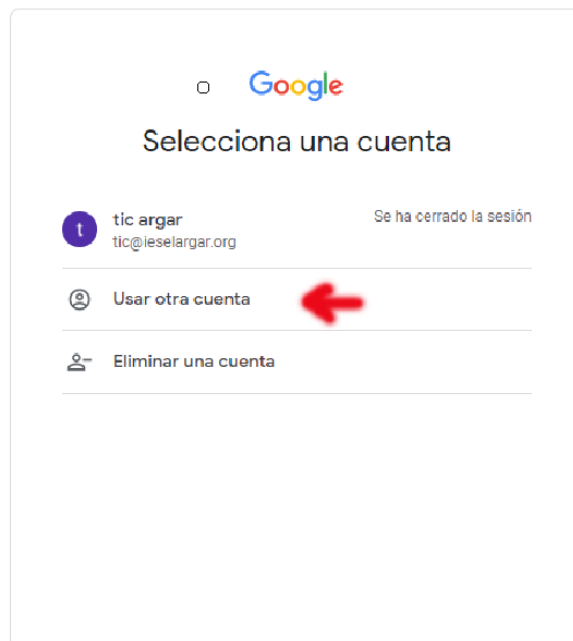 Google
Selecciona una cuenta
t
tic argar
Se ha cerrado la sesión
tic@ieselargar.org
Usar otra cuenta
Eliminar una cuenta